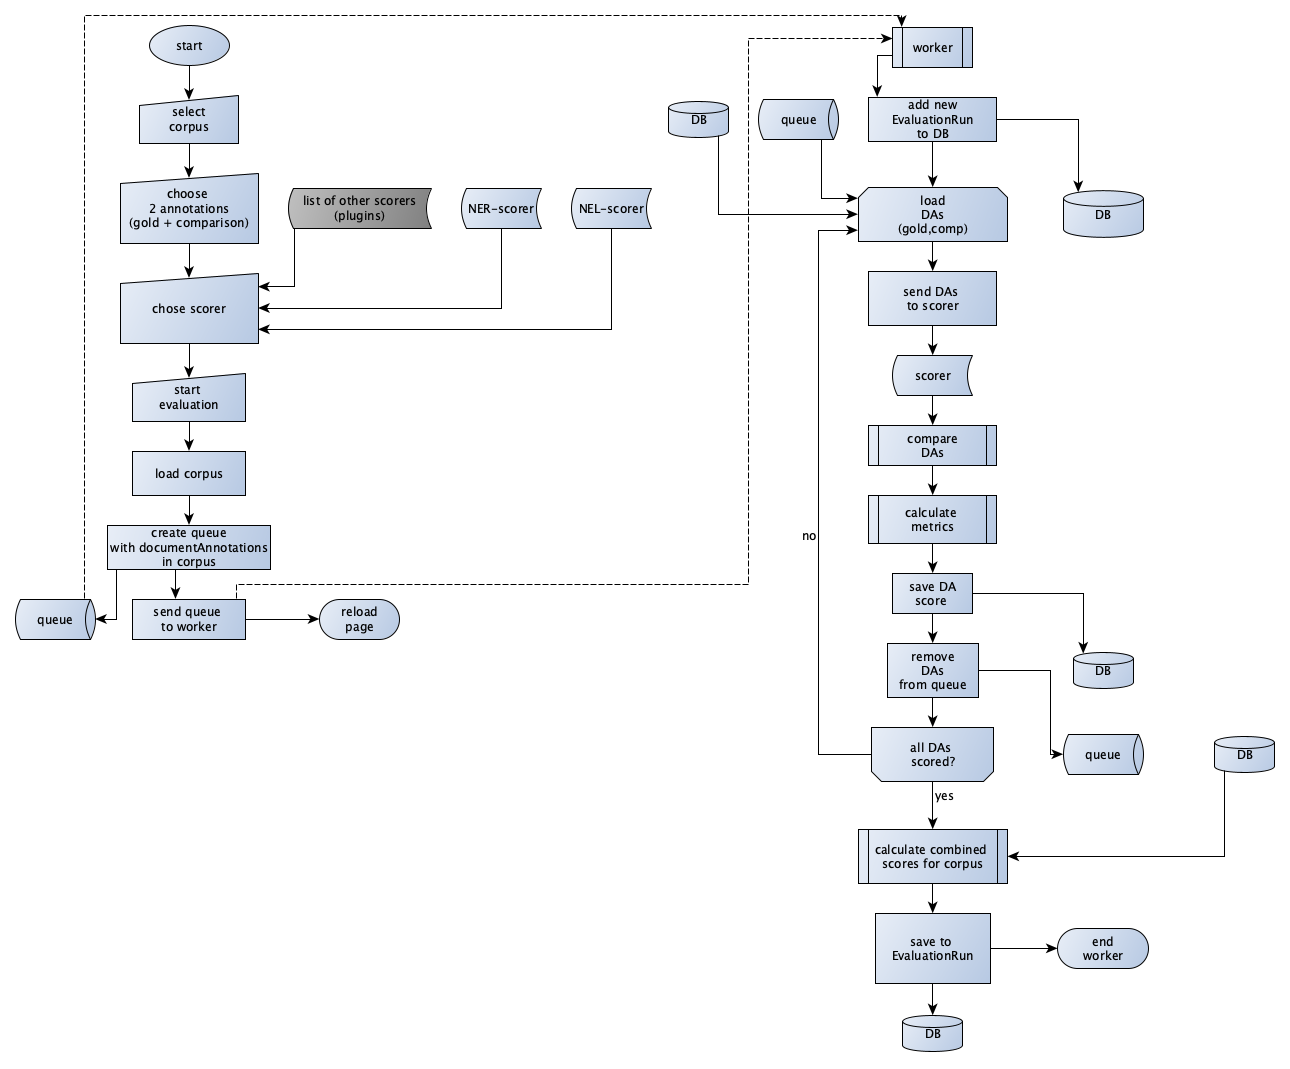 start
select
corpus
choose
2 annotations
(gold + comparison)
list of other scorers
(plugins)
NER-scorer
NEL-scorer
chose scorer
start
evaluation
load corpus
create queue
with documentAnnotations
in corpus
queue
send queue
to worker
reload
page
worker
add new
EvaluationRun
to DB
DB
queue
DB
load
DAs
(gold,comp)
send DAs
to scorer
scorer
compare
DAs
calculate
metrics
no
save DA
score
DB
remove
DAs
from queue
queue
all DAs
scored?
DB
yes
calculate combined
scores for corpus
save to
EvaluationRun
end
worker
DB